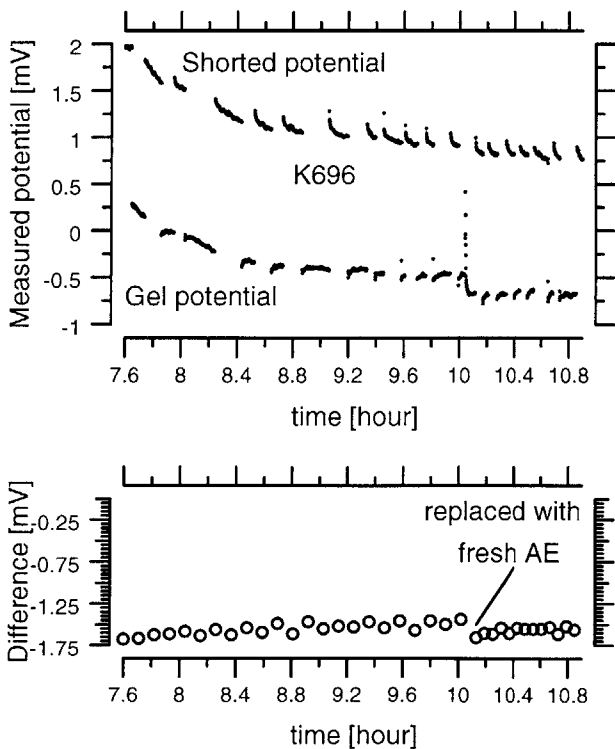 Measured potential [mV]
2
1.5
1
0.5
0
-0.5
-1
Shorted potential
K696
Gel potential
7.6 8 8.4 8.8 9.2 9.6 10 10.4 10.8
time [hour]
Difference [mV]
-0.25
-0.75
-1.25
-1.75
replaced with
fresh AE
7.6 8 8.4 8.8 9.2 9.6 10 10.4 10.8
time [hour]